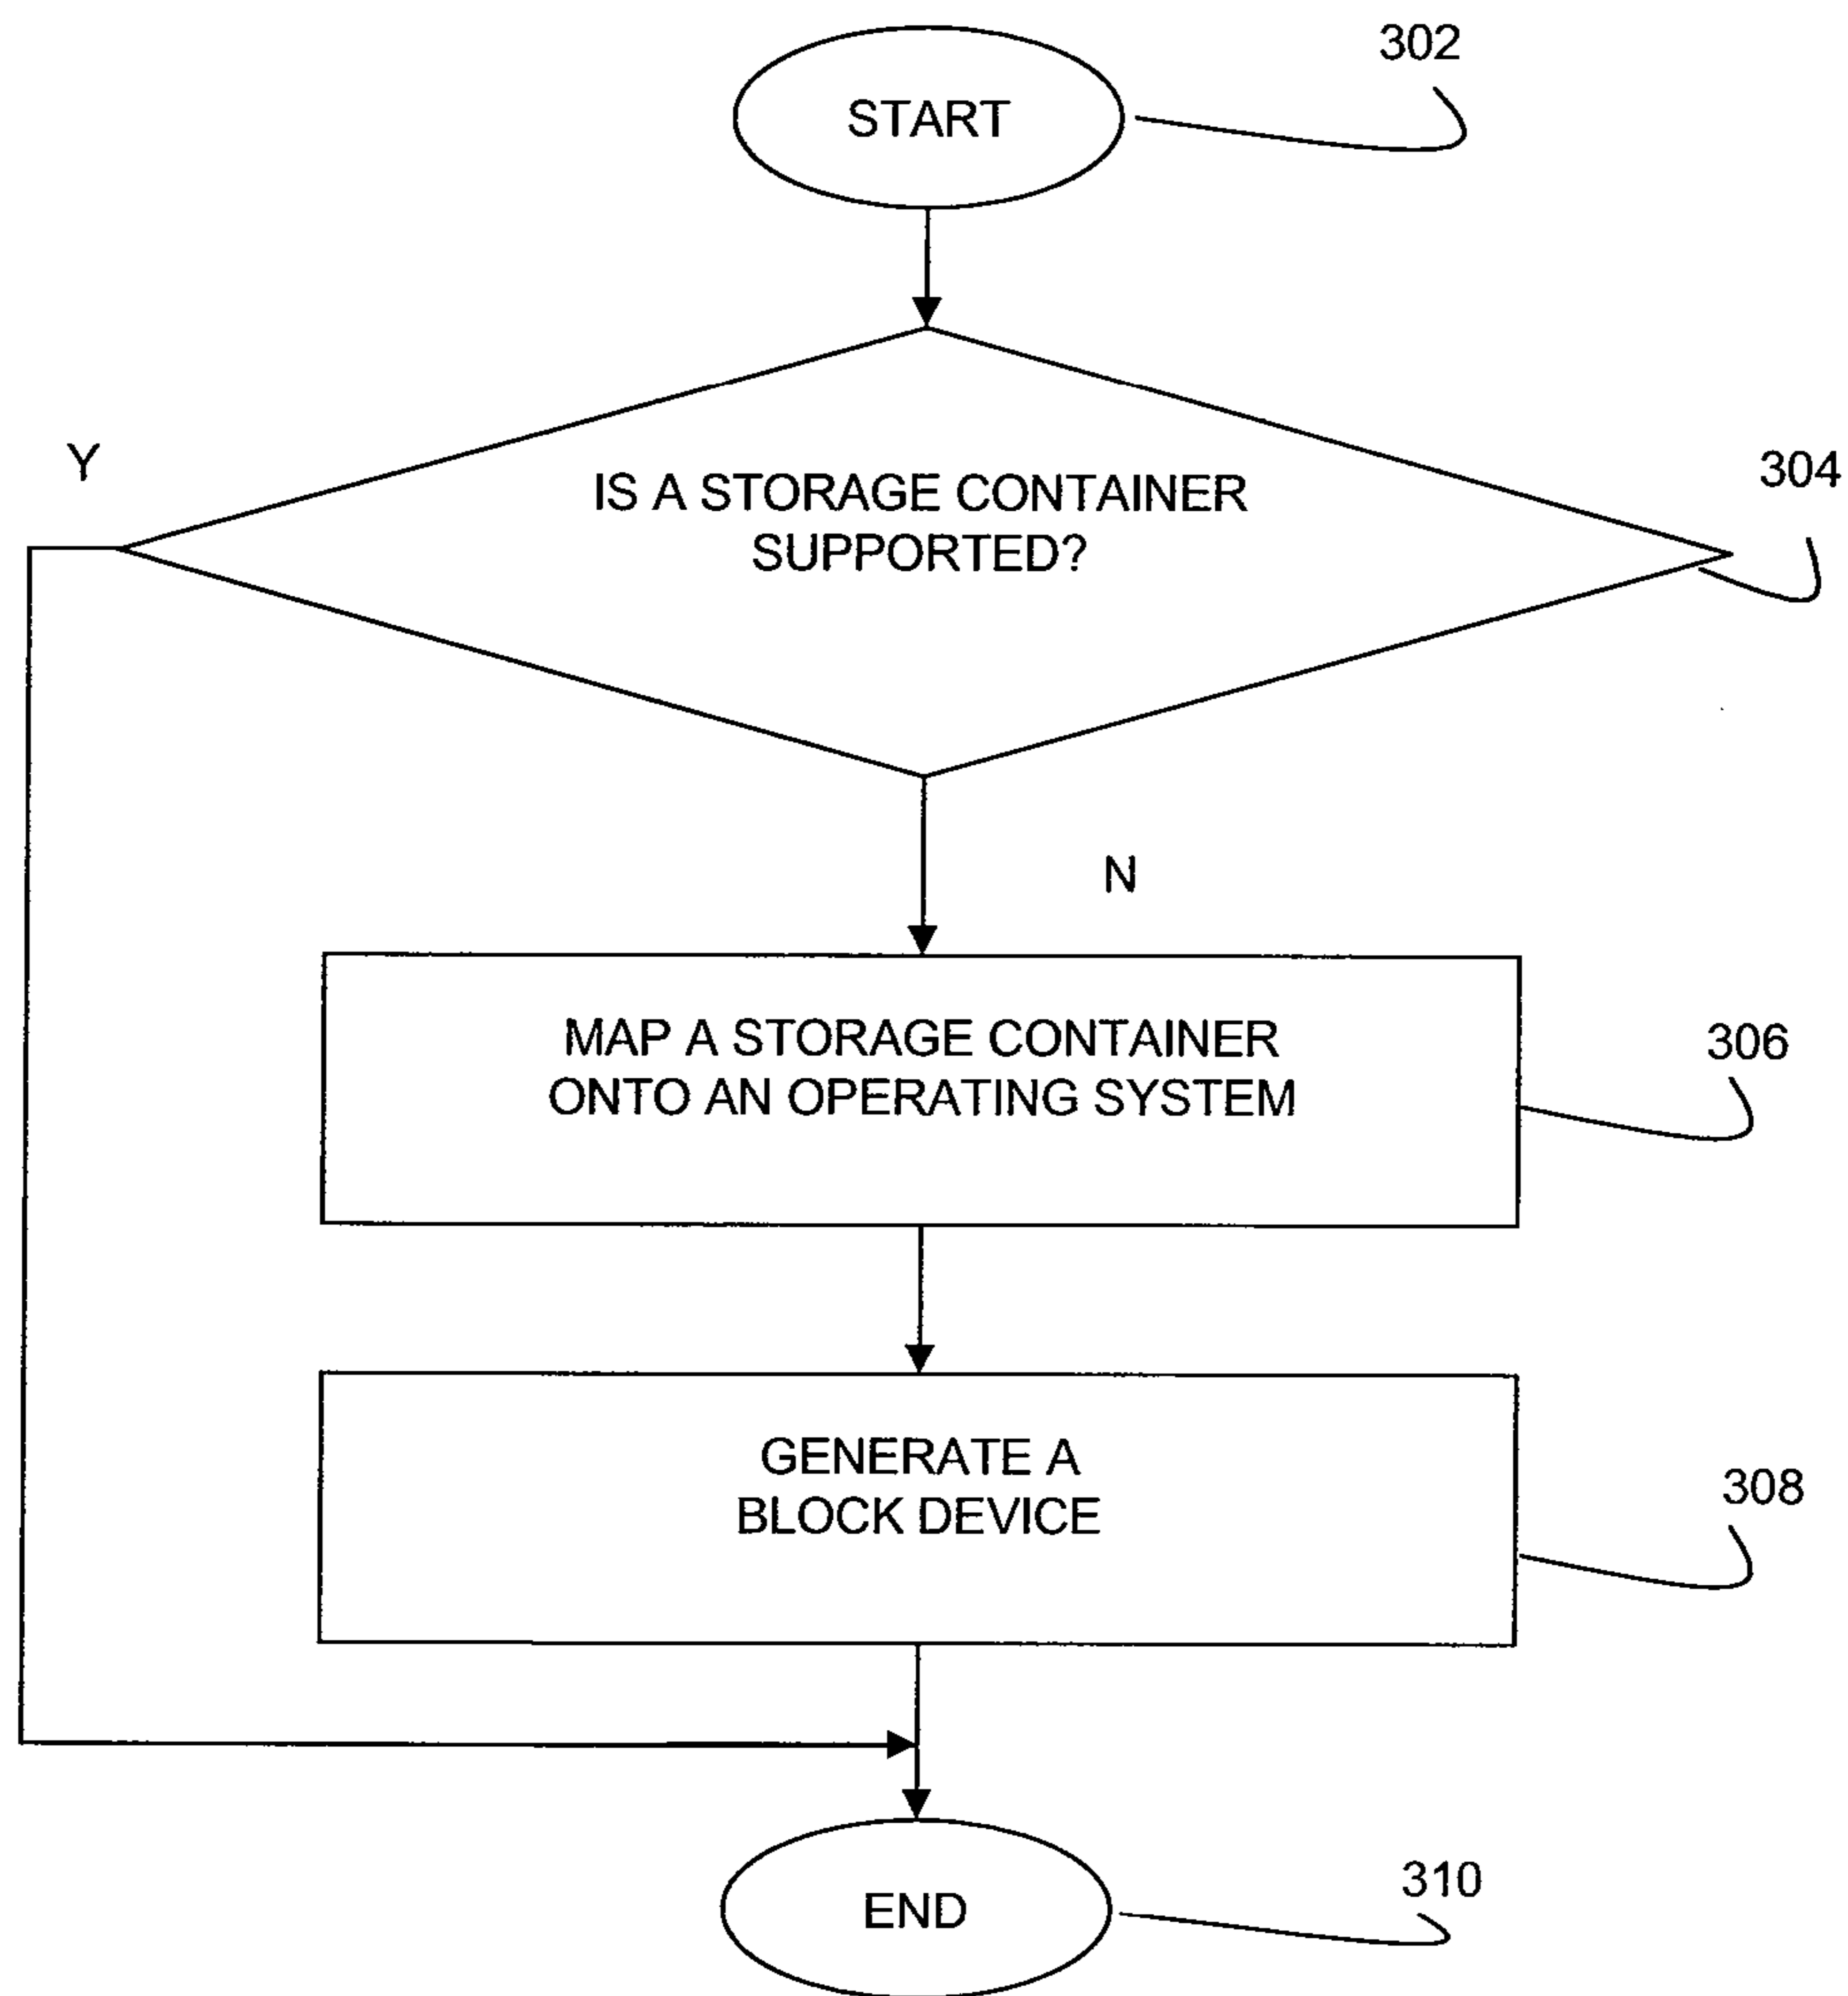 302
START
Y
304
IS A STORAGE CONTAINER
SUPPORTED?
N
MAP A STORAGE CONTAINER
ONTO AN OPERATING SYSTEM
306
GENERATE A
BLOCK DEVICE
308
END
310